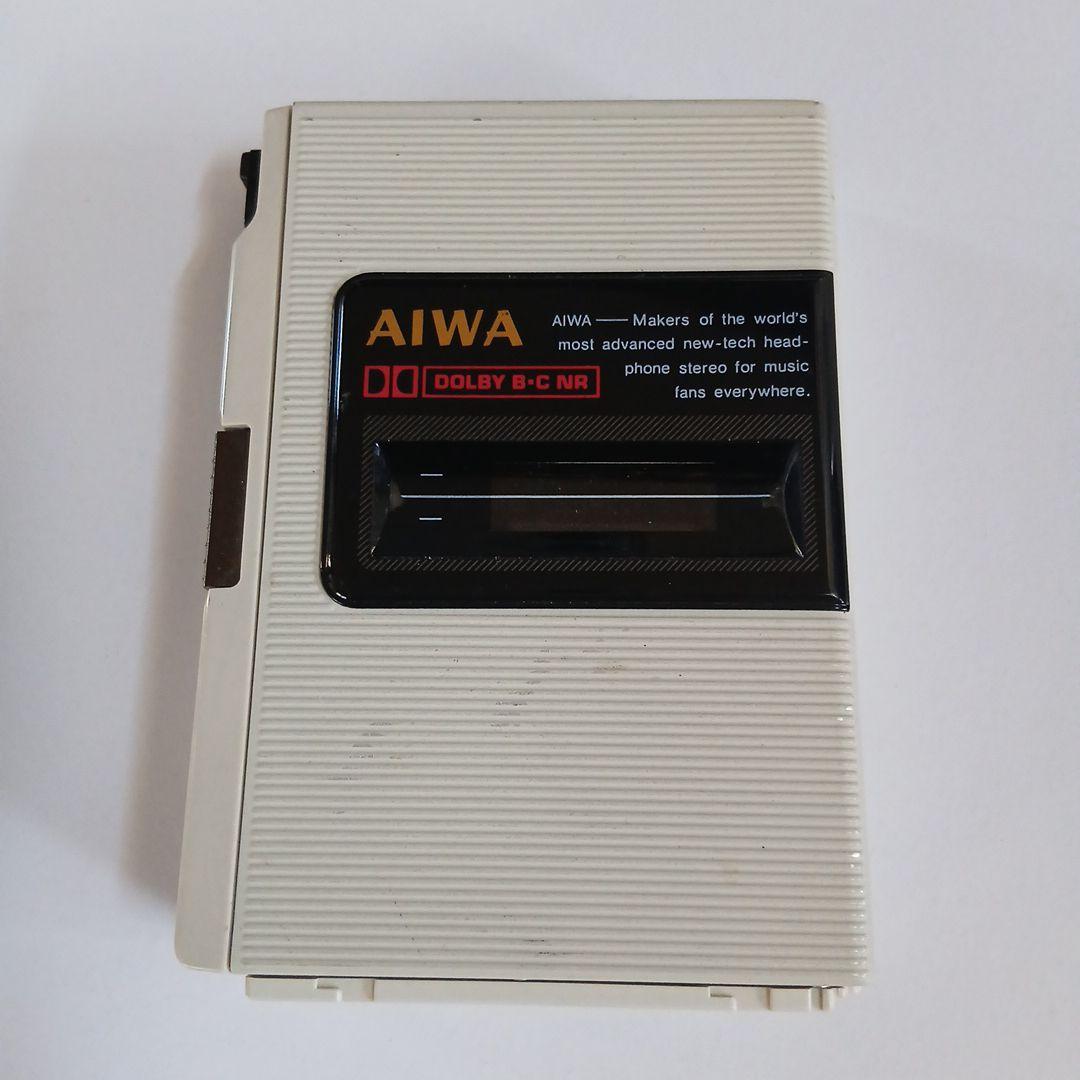 AIWA
DOLBY B·C NR
AIWA — Makers of the world's
most advanced new-tech head-
phone stereo for music
fans everywhere.